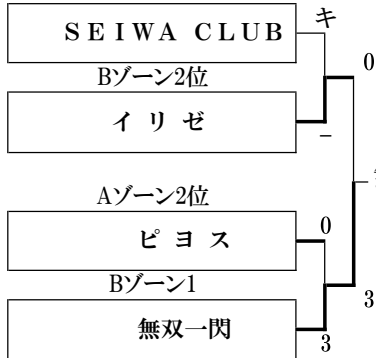 SEIWA CLUB
キ
Bゾーン2位
0
イリゼ
－
Aゾーン2位
ピヨス
0
Bゾーン1
3
無双一閃
3